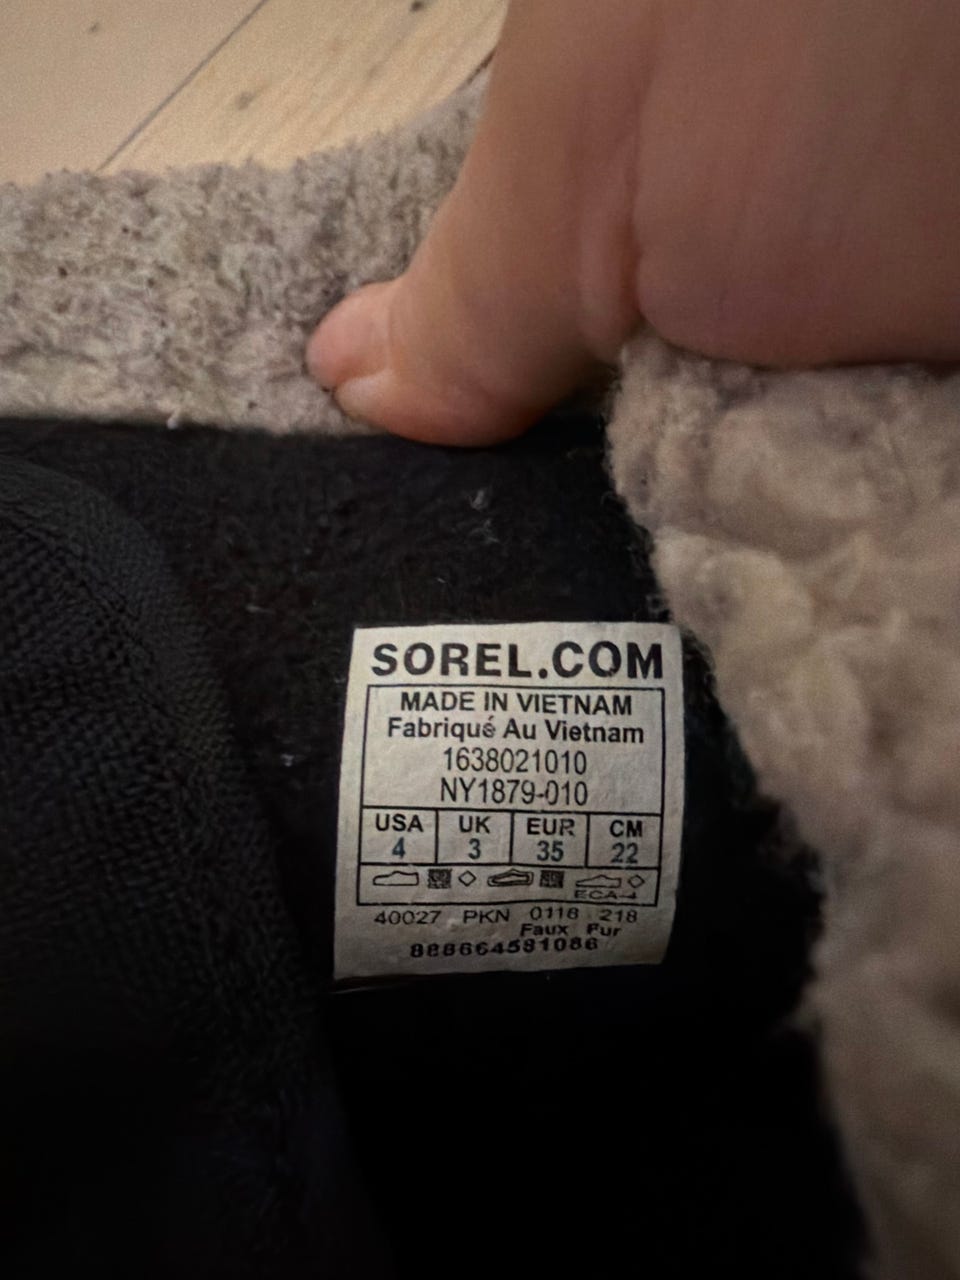 SOREL.COM
MADE IN VIETNAM
Fabriqué Au Vietnam
1638021010
NY1879-010
USA UK EUR CM
4 3 35 22
ECA-4
40027 PKN 0118 218
Faux Fur
888664581086